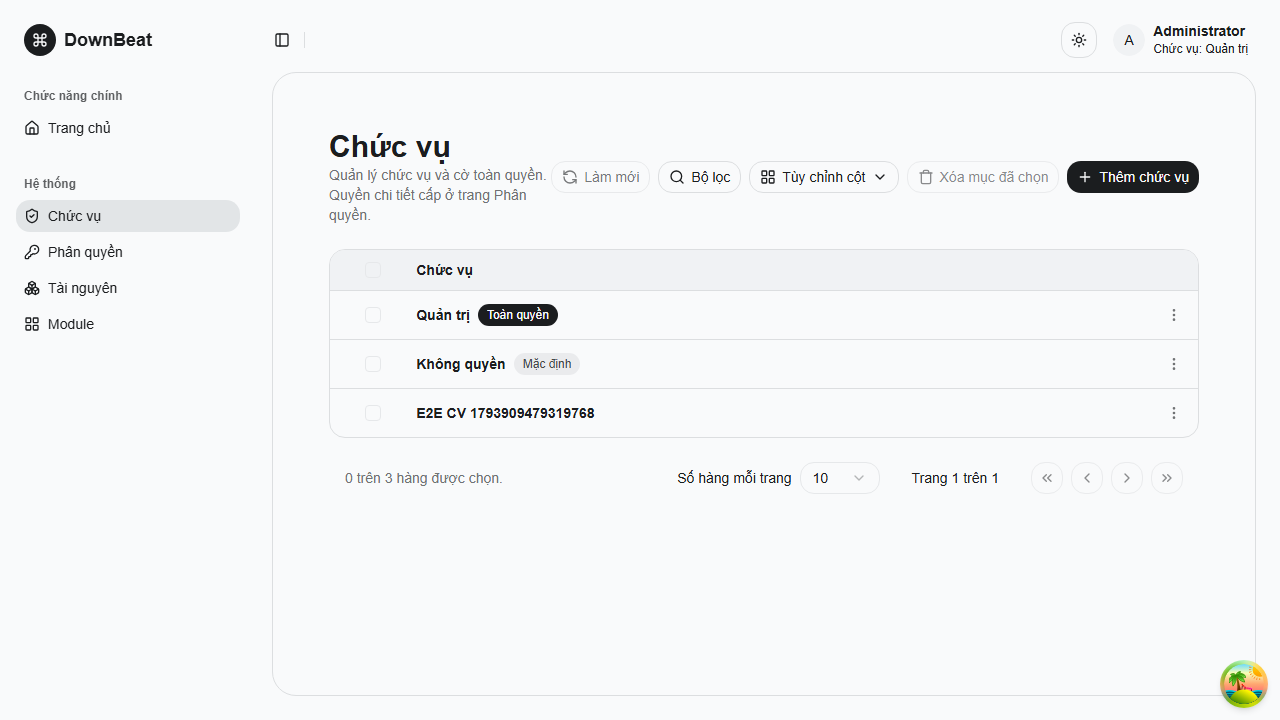 DownBeat
Administrator
A
Chức vụ: Quản trị
Chức năng chính
Trang chủ
Hệ thống
Chức vụ
Phân quyền
Tài nguyên
Module
Chức vụ
Quản lý chức vụ và cờ toàn quyền.
Quyền chi tiết cấp ở trang Phân
quyền.
Làm mới
Bộ lọc
Tùy chỉnh cột
Xóa mục đã chọn
Thêm chức vụ
Chức vụ
Quản trị Toàn quyền
Không quyền Mặc định
E2E CV 1793909479319768
0 trên 3 hàng được chọn.
Số hàng mỗi trang 10
Trang 1 trên 1